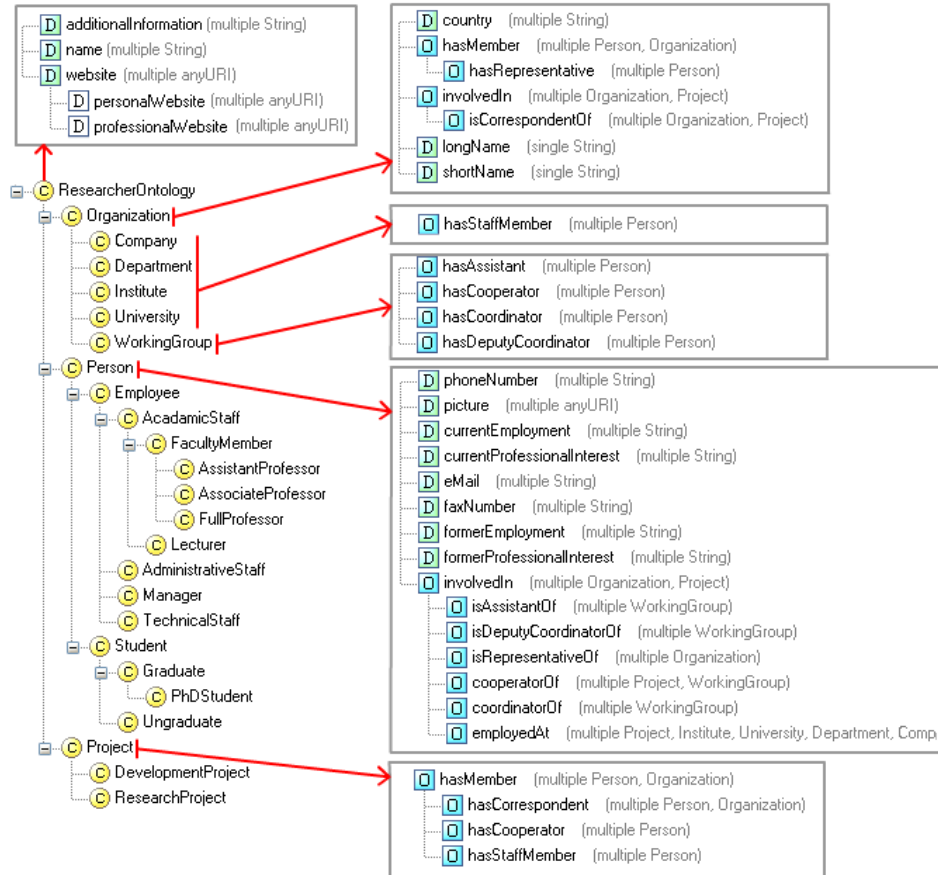 D additionalInformation (multiple String)
D name (multiple String)
D website (multiple anyURI)
D personalWebsite (multiple anyURI)
D professionalWebsite (multiple anyURI)
D country (multiple String)
O hasMember (multiple Person, Organization)
O hasRepresentative (multiple Person)
O involvedIn (multiple Organization, Project)
O isCorrespondentOf (multiple Organization, Project)
D longName (single String)
D shortName (single String)
C ResearcherOntology
C Organization
C Company
C Department
C Institute
C University
C WorkingGroup
O hasStaffMember (multiple Person)
O hasAssistant (multiple Person)
O hasCooperator (multiple Person)
O hasCoordinator (multiple Person)
O hasDeputyCoordinator (multiple Person)
C Person
C Employee
C AcadamicStaff
C FacultyMember
C AssistantProfessor
C AssociateProfessor
C FullProfessor
C Lecturer
C AdministrativeStaff
C Manager
C TechnicalStaff
C Student
C Graduate
C PhDStudent
C Ungraduate
D phoneNumber (multiple String)
D picture (multiple anyURI)
D currentEmployment (multiple String)
D currentProfessionalInterest (multiple String)
D eMail (multiple String)
D faxNumber (multiple String)
D formerEmployment (multiple String)
D formerProfessionalInterest (multiple String)
O involvedIn (multiple Organization, Project)
O isAssistantOf (multiple WorkingGroup)
O isDeputyCoordinatorOf (multiple WorkingGroup)
O isRepresentativeOf (multiple Organization)
O cooperatorOf (multiple Project, WorkingGroup)
O coordinatorOf (multiple WorkingGroup)
O employedAt (multiple Project, Institute, University, Department, Comp
C Project
C DevelopmentProject
C ResearchProject
O hasMember (multiple Person, Organization)
O hasCorrespondent (multiple Person, Organization)
O hasCooperator (multiple Person)
O hasStaffMember (multiple Person)